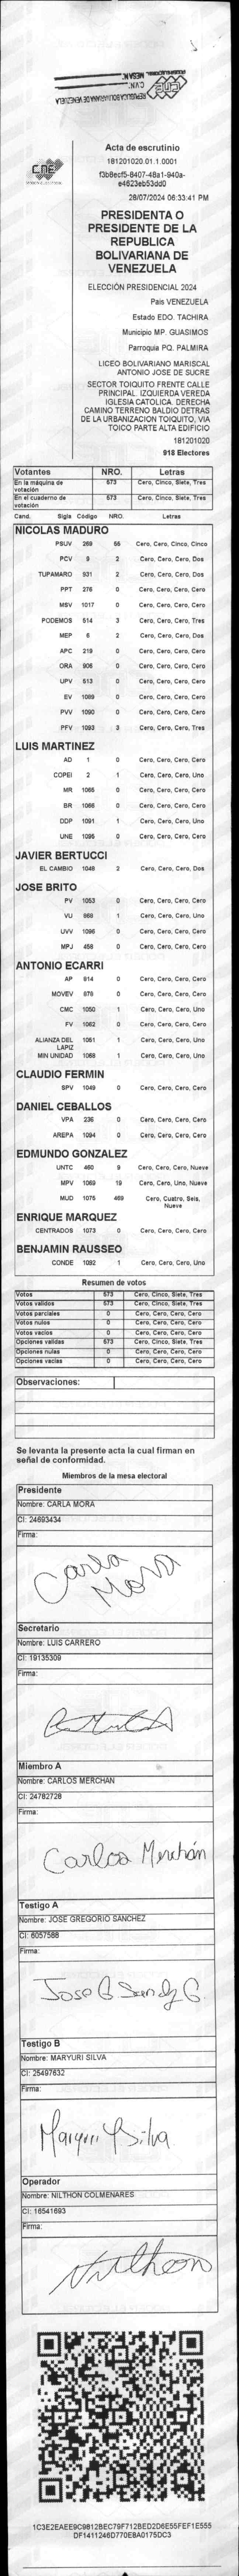 REPÚBLICA BOLIVARIANA DE VENEZUELA
CNE
CNE
Acta de escrutinio
181201020.01.1.0001
f3b8ecf5-8407-48a1-940a-
e4623eb53dd0
28/07/2024 06:33:41 PM
PRESIDENTA O
PRESIDENTE DE LA
REPUBLICA
BOLIVARIANA DE
VENEZUELA
ELECCIÓN PRESIDENCIAL 2024
País VENEZUELA
Estado EDO. TACHIRA
Municipio MP. GUASIMOS
Parroquia PQ. PALMIRA
LICEO BOLIVARIANO MARISCAL
ANTONIO JOSE DE SUCRE
SECTOR TOIQUITO FRENTE CALLE
PRINCIPAL. IZQUIERDA VEREDA
IGLESIA CATOLICA. DERECHA
CAMINO TERRENO BALDIO DETRAS
DE LA URBANIZACION TOIQUITO, VIA
TOICO PARTE ALTA EDIFICIO
181201020
918 Electores
Votantes NRO. Letras
En la máquina de votación 573 Cero, Cinco, Siete, Tres
En el cuaderno de votación 573 Cero, Cinco, Siete, Tres
Cand. Sigla Código NRO. Letras
NICOLAS MADURO
PSUV 269 55 Cero, Cero, Cinco, Cinco
PCV 9 2 Cero, Cero, Cero, Dos
TUPAMARO 931 2 Cero, Cero, Cero, Dos
PPT 276 0 Cero, Cero, Cero, Cero
MSV 1017 0 Cero, Cero, Cero, Cero
PODEMOS 514 3 Cero, Cero, Cero, Tres
MEP 6 2 Cero, Cero, Cero, Dos
APC 219 0 Cero, Cero, Cero, Cero
ORA 906 0 Cero, Cero, Cero, Cero
UPV 513 0 Cero, Cero, Cero, Cero
EV 1089 0 Cero, Cero, Cero, Cero
PVV 1090 0 Cero, Cero, Cero, Cero
PFV 1093 3 Cero, Cero, Cero, Tres
LUIS MARTINEZ
AD 1 0 Cero, Cero, Cero, Cero
COPEI 2 1 Cero, Cero, Cero, Uno
MR 1065 0 Cero, Cero, Cero, Cero
BR 1066 0 Cero, Cero, Cero, Cero
DDP 1091 1 Cero, Cero, Cero, Uno
UNE 1095 0 Cero, Cero, Cero, Cero
JAVIER BERTUCCI
EL CAMBIO 1048 2 Cero, Cero, Cero, Dos
JOSE BRITO
PV 1053 0 Cero, Cero, Cero, Cero
VU 868 1 Cero, Cero, Cero, Uno
UVV 1096 0 Cero, Cero, Cero, Cero
MPJ 458 0 Cero, Cero, Cero, Cero
ANTONIO ECARRI
AP 914 0 Cero, Cero, Cero, Cero
MOVEV 878 0 Cero, Cero, Cero, Cero
CMC 1050 1 Cero, Cero, Cero, Uno
FV 1062 0 Cero, Cero, Cero, Cero
ALIANZA DEL LAPIZ 1051 1 Cero, Cero, Cero, Uno
MIN UNIDAD 1068 1 Cero, Cero, Cero, Uno
CLAUDIO FERMIN
SPV 1049 0 Cero, Cero, Cero, Cero
DANIEL CEBALLOS
VPA 236 0 Cero, Cero, Cero, Cero
AREPA 1094 0 Cero, Cero, Cero, Cero
EDMUNDO GONZALEZ
UNTC 460 9 Cero, Cero, Cero, Nueve
MPV 1069 19 Cero, Cero, Uno, Nueve
MUD 1075 469 Cero, Cuatro, Seis, Nueve
ENRIQUE MARQUEZ
CENTRADOS 1073 0 Cero, Cero, Cero, Cero
BENJAMIN RAUSSEO
CONDE 1092 1 Cero, Cero, Cero, Uno
Resumen de votos
Votos 573 Cero, Cinco, Siete, Tres
Votos validos 573 Cero, Cinco, Siete, Tres
Votos parciales 0 Cero, Cero, Cero, Cero
Votos nulos 0 Cero, Cero, Cero, Cero
Votos vacios 0 Cero, Cero, Cero, Cero
Opciones validas 573 Cero, Cinco, Siete, Tres
Opciones nulas 0 Cero, Cero, Cero, Cero
Opciones vacias 0 Cero, Cero, Cero, Cero
Observaciones:
Se levanta la presente acta la cual firman en
señal de conformidad.
Miembros de la mesa electoral
Presidente
Nombre: CARLA MORA
CI: 24693434
Firma:
Carla
Mora
Secretario
Nombre: LUIS CARRERO
CI: 19135309
Firma:
Miembro A
Nombre: CARLOS MERCHAN
CI: 24782728
Firma:
Carlos Merchán
Testigo A
Nombre: JOSE GREGORIO SANCHEZ
CI: 6057588
Firma:
Testigo B
Nombre: MARYURI SILVA
CI: 25497632
Firma:
Maryuri Silva
Operador
Nombre: NILTHON COLMENARES
CI: 16541693
Firma:
Nilthon
1C3E2EAEE9C9812BEC79F712BED2D6E55FEF1E555
DF1411246D770EBA0175DC3